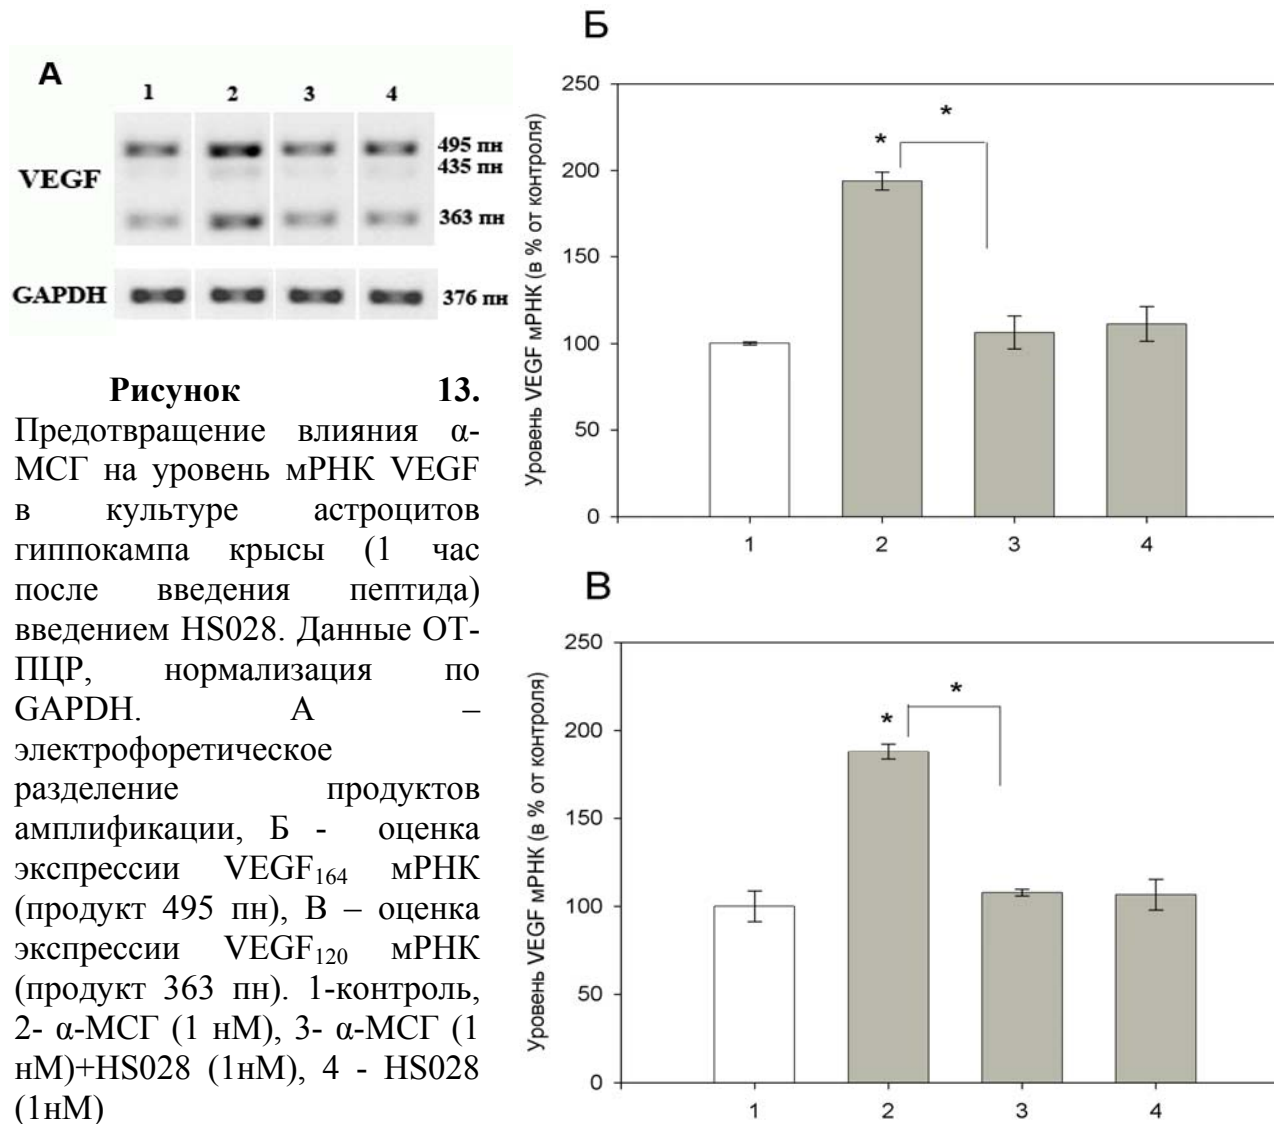 А
1 2 3 4
VEGF
495 пн
435 пн
363 пн
GAPDH
376 пн
Рисунок 13.
Предотвращение влияния α-
МСГ на уровень мРНК VEGF
в культуре астроцитов
гиппокампа крысы (1 час
после введения пептида)
введением HS028. Данные ОТ-
ПЦР, нормализация по
GAPDH. А –
электрофоретическое
разделение продуктов
амплификации, Б - оценка
экспрессии VEGF₁₆₄ мРНК
(продукт 495 пн), В – оценка
экспрессии VEGF₁₂₀ мРНК
(продукт 363 пн). 1-контроль,
2- α-МСГ (1 нМ), 3- α-МСГ (1
нМ)+HS028 (1нМ), 4 - HS028
(1нМ)
Б
Уровень VEGF мРНК (в % от контроля)
250
200
150
100
50
0
*
*
1 2 3 4
В
Уровень VEGF мРНК (в % от контроля)
250
200
150
100
50
0
*
*
1 2 3 4